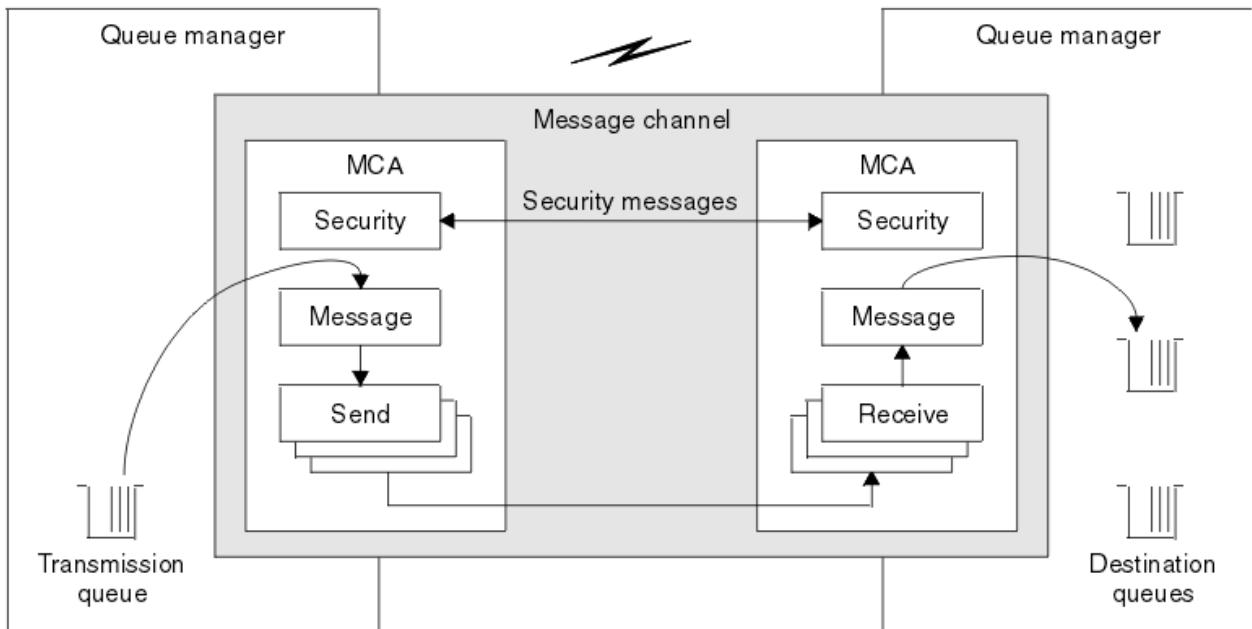 Queue manager
Queue manager
Message channel
MCA
MCA
Security
Security messages
Security
Message
Message
Send
Receive
Transmission
queue
Destination
queues